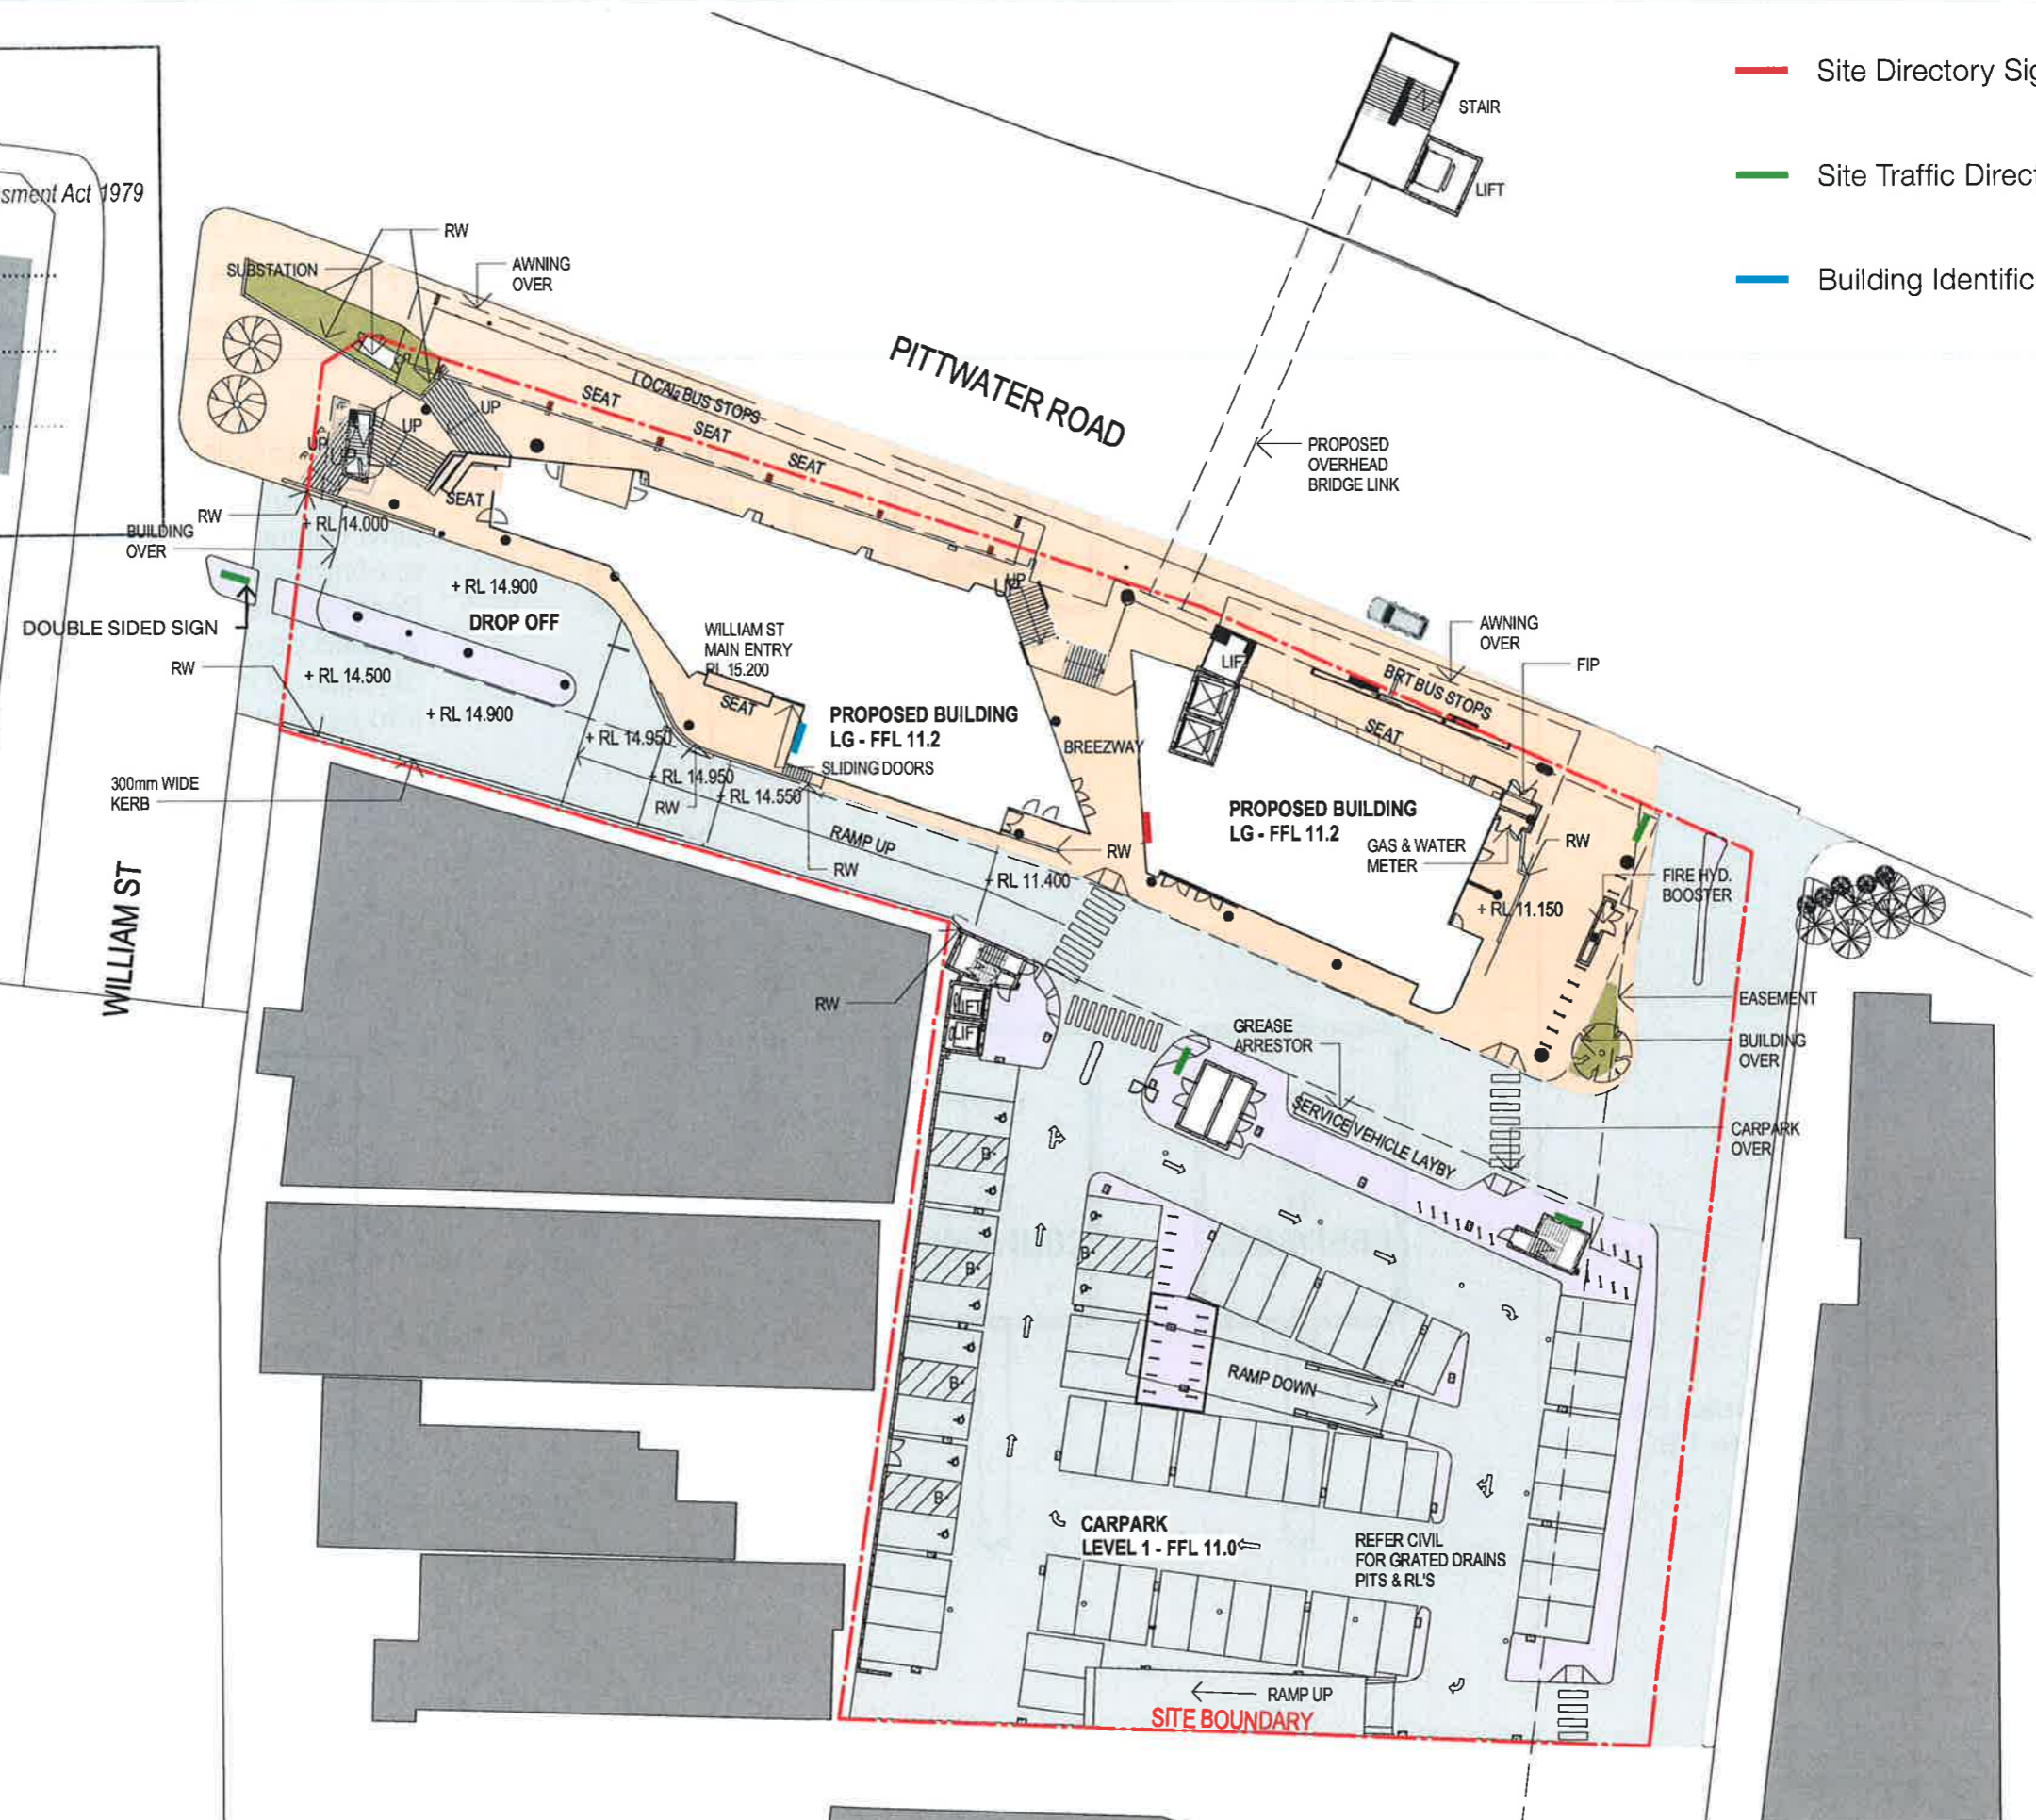 Site Directory Sig
Site Traffic Direct
Building Identific
sment Act 1979
STAIR
LIFT
RW
SUBSTATION
AWNING
OVER
PITTWATER ROAD
LOCAL BUS STOPS
SEAT
SEAT
SEAT
UP
UP
UP
SEAT
PROPOSED
OVERHEAD
BRIDGE LINK
RW
+ RL 14.000
BUILDING
OVER
+ RL 14.900
DROP OFF
DOUBLE SIDED SIGN
RW
+ RL 14.500
+ RL 14.900
WILLIAM ST
MAIN ENTRY
RL 15.200
SEAT
UP
PROPOSED BUILDING
LG - FFL 11.2
SLIDING DOORS
BREEZWAY
+ RL 14.950
+ RL 14.950
+ RL 14.550
RW
300mm WIDE
KERB
RAMP UP
RW
RW
+ RL 11.400
WILLIAM ST
LIFT
AWNING
OVER
FIP
BRT BUS STOPS
SEAT
PROPOSED BUILDING
LG - FFL 11.2
GAS & WATER
METER
RW
FIRE HYD.
BOOSTER
+ RL 11.150
EASEMENT
BUILDING
OVER
CARPARK
OVER
RW
LIFT
LIFT
GREASE
ARRESTOR
SERVICE VEHICLE LAYBY
B
B
B
B
B
RAMP DOWN
CARPARK
LEVEL 1 - FFL 11.0
REFER CIVIL
FOR GRATED DRAINS
PITS & RL'S
RAMP UP
SITE BOUNDARY